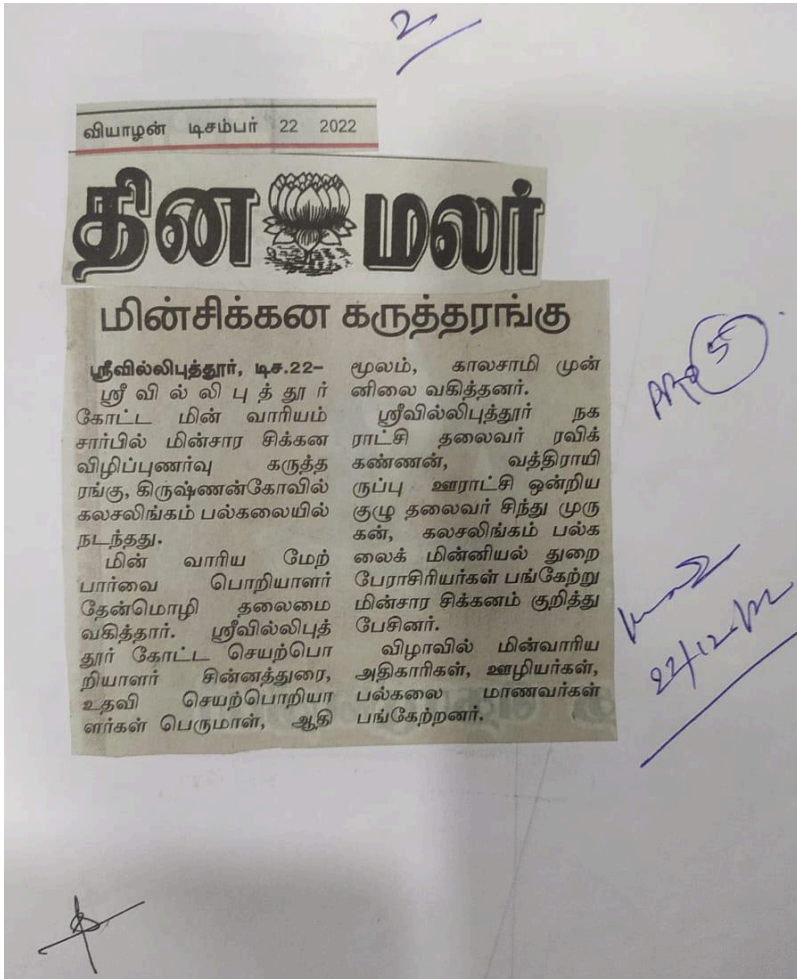 2
வியாழன் டிசம்பர் 22 2022
தின மலர்
மின்சிக்கன கருத்தரங்கு
ஸ்ரீவில்லிபுத்தூர், டிச.22–
ஸ்ரீவில்லிபுத்தூர்
கோட்ட மின் வாரியம்
சார்பில் மின்சார சிக்கன
விழிப்புணர்வு கருத்த
ரங்கு, கிருஷ்ணன்கோவில்
கலசலிங்கம் பல்கலையில்
நடந்தது.
மின் வாரிய மேற்
பார்வை பொறியாளர்
தேன்மொழி தலைமை
வகித்தார். ஸ்ரீவில்லிபுத்
தூர் கோட்ட செயற்பொ
றியாளர் சின்னத்துரை,
உதவி செயற்பொறியா
ளர்கள் பெருமாள், ஆதி
மூலம், காலசாமி முன்
னிலை வகித்தனர்.
ஸ்ரீவில்லிபுத்தூர் நக
ராட்சி தலைவர் ரவிக்
கண்ணன், வத்திராயி
ருப்பு ஊராட்சி ஒன்றிய
குழு தலைவர் சிந்து முரு
கன், கலசலிங்கம் பல்க
லைக் மின்னியல் துறை
பேராசிரியர்கள் பங்கேற்று
மின்சார சிக்கனம் குறித்து
பேசினர்.
விழாவில் மின்வாரிய
அதிகாரிகள், ஊழியர்கள்,
பல்கலை மாணவர்கள்
பங்கேற்றனர்.
5
22/12/22